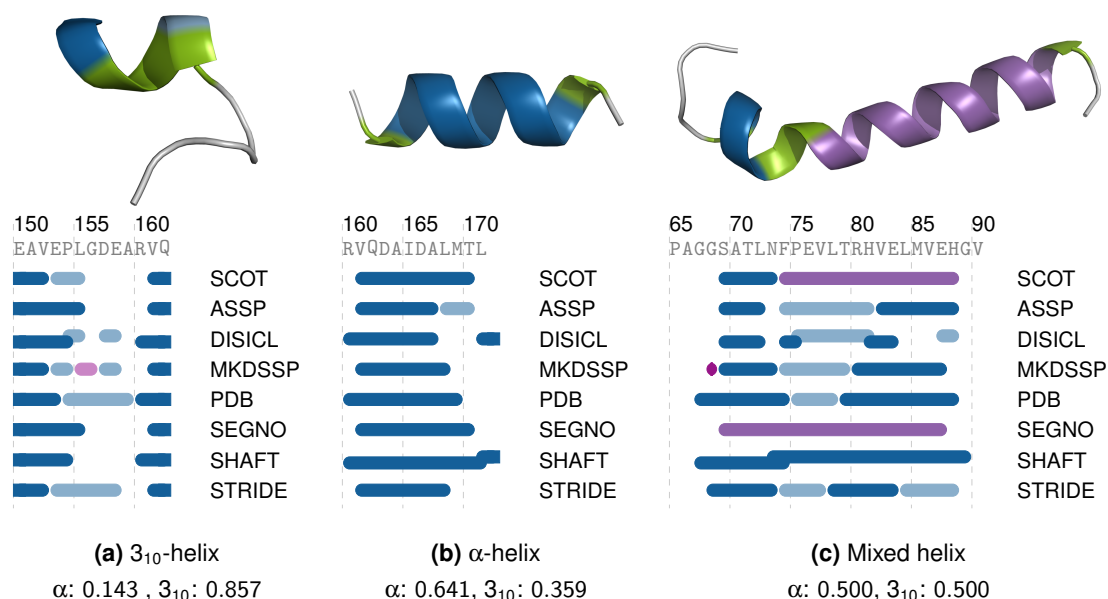 150 155 160
EAVEPLGDEARVQ
SCOT
ASSP
DISICL
MKDSSP
PDB
SEGNO
SHAFT
STRIDE
(a) 3₁₀-helix
α: 0.143 , 3₁₀: 0.857
160 165 170
RVQDAIDALMTL
SCOT
ASSP
DISICL
MKDSSP
PDB
SEGNO
SHAFT
STRIDE
(b) α-helix
α: 0.641, 3₁₀: 0.359
65 70 75 80 85 90
PAGGSATLNFPEVLTRHVELMVEHGV
SCOT
ASSP
DISICL
MKDSSP
PDB
SEGNO
SHAFT
STRIDE
(c) Mixed helix
α: 0.500, 3₁₀: 0.500